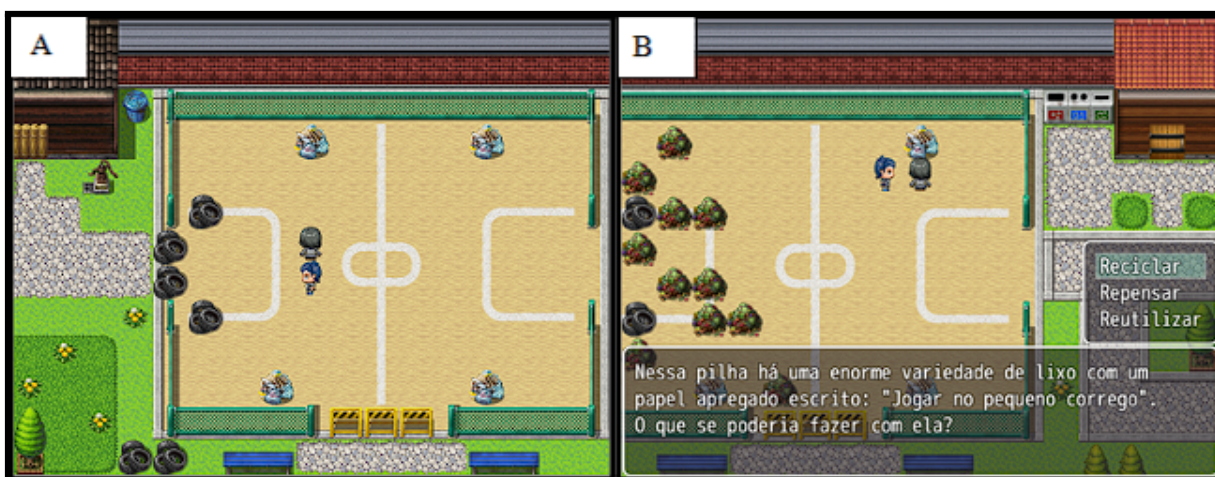 A
B
Reciclar
Repensar
Reutilizar
Nessa pilha há uma enorme variedade de lixo com um
papel apregado escrito: "Jogar no pequeno corrego".
O que se poderia fazer com ela?